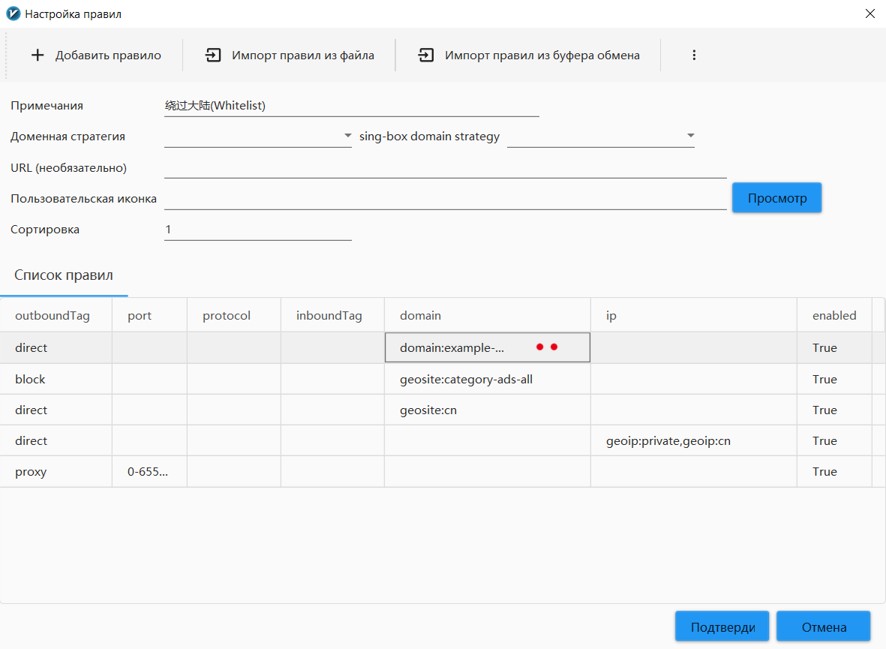 Настройка правил
Добавить правило Импорт правил из файла Импорт правил из буфера обмена
Примечания 绕过大陆(Whitelist)
Доменная стратегия sing-box domain strategy
URL (необязательно)
Пользовательская иконка Просмотр
Сортировка 1
Список правил
outboundTag port protocol inboundTag domain ip enabled
direct domain:example-... True
block geosite:category-ads-all True
direct geosite:cn True
direct geoip:private,geoip:cn True
proxy 0-655... True
Подтверди Отмена